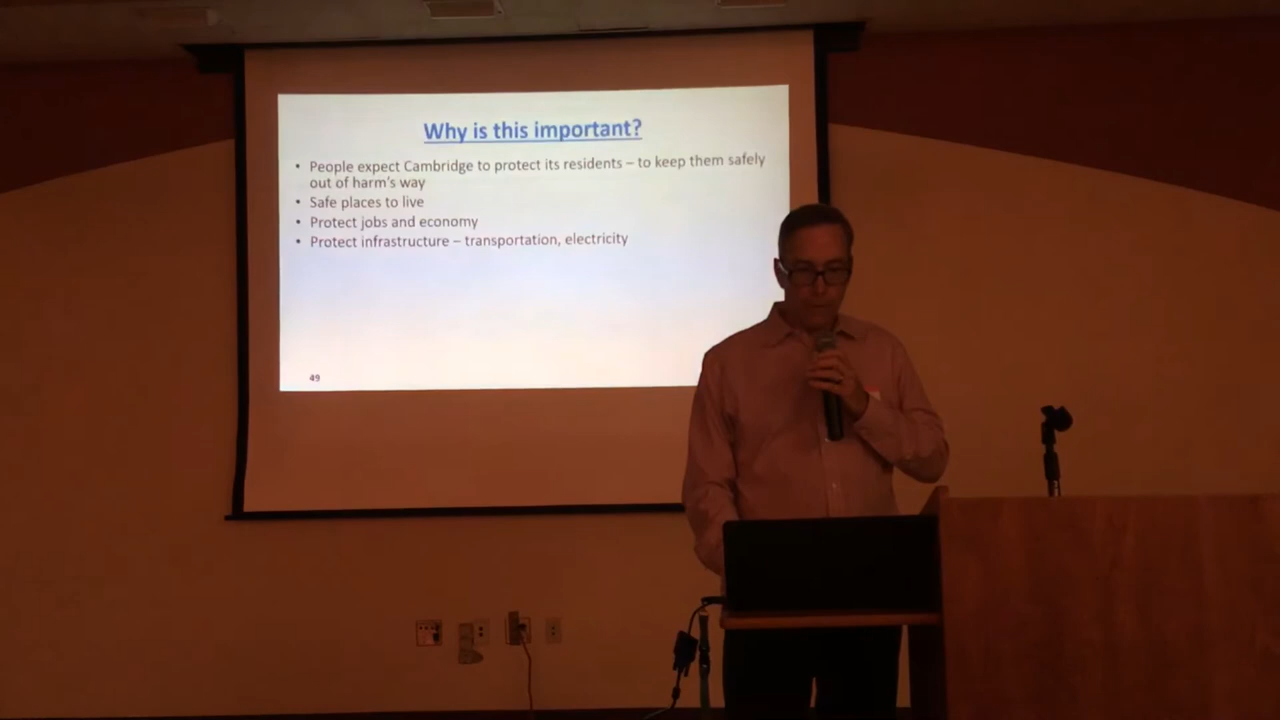 Why is this important?
• People expect Cambridge to protect its residents – to keep them safely
out of harm's way
• Safe places to live
• Protect jobs and economy
• Protect infrastructure – transportation, electricity
49